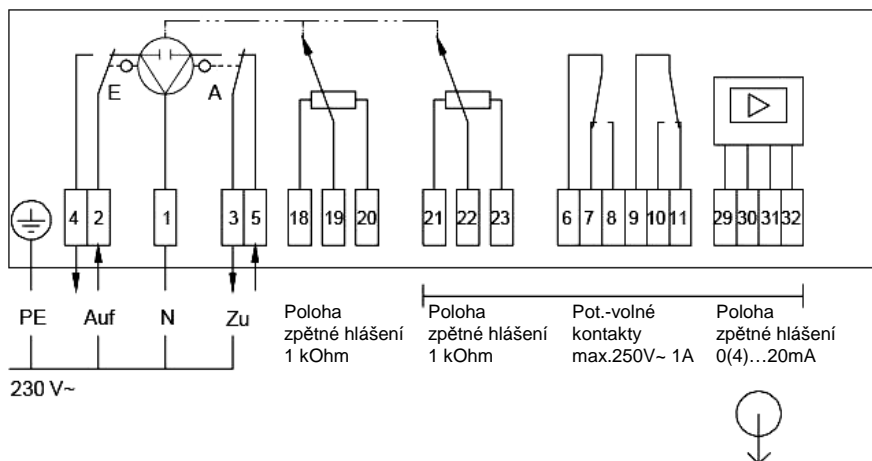 E
A
4
2
1
3
5
18
19
20
21
22
23
6
7
8
9
10
11
29
30
31
32
PE
Auf
N
Zu
Poloha
zpětné hlášení
1 kOhm
Poloha
zpětné hlášení
1 kOhm
Pot.-volné
kontakty
max.250V~ 1A
Poloha
zpětné hlášení
0(4)…20mA
230 V~